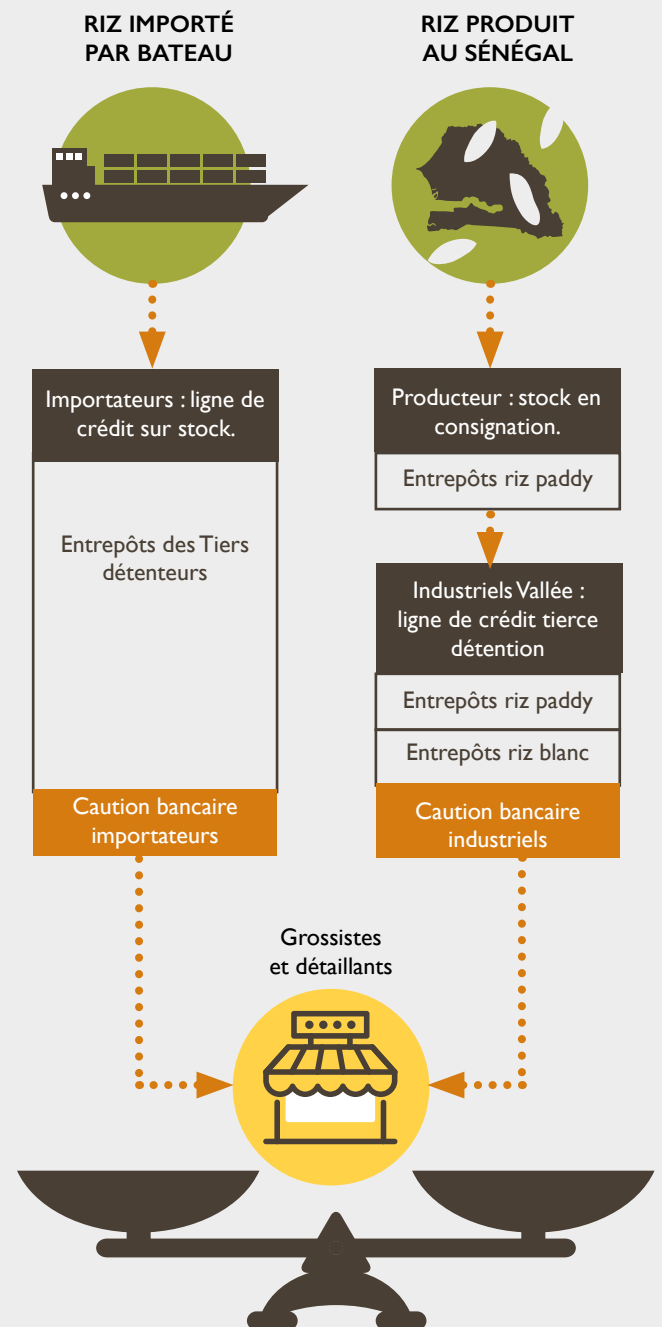 RIZ IMPORTÉ
PAR BATEAU
RIZ PRODUIT
AU SÉNÉGAL
Importateurs : ligne de
crédit sur stock.
Entrepôts des Tiers
détenteurs
Caution bancaire
importateurs
Producteur : stock en
consignation.
Entrepôts riz paddy
Industriels Vallée :
ligne de crédit tierce
détention
Entrepôts riz paddy
Entrepôts riz blanc
Caution bancaire
industriels
Grossistes
et détaillants